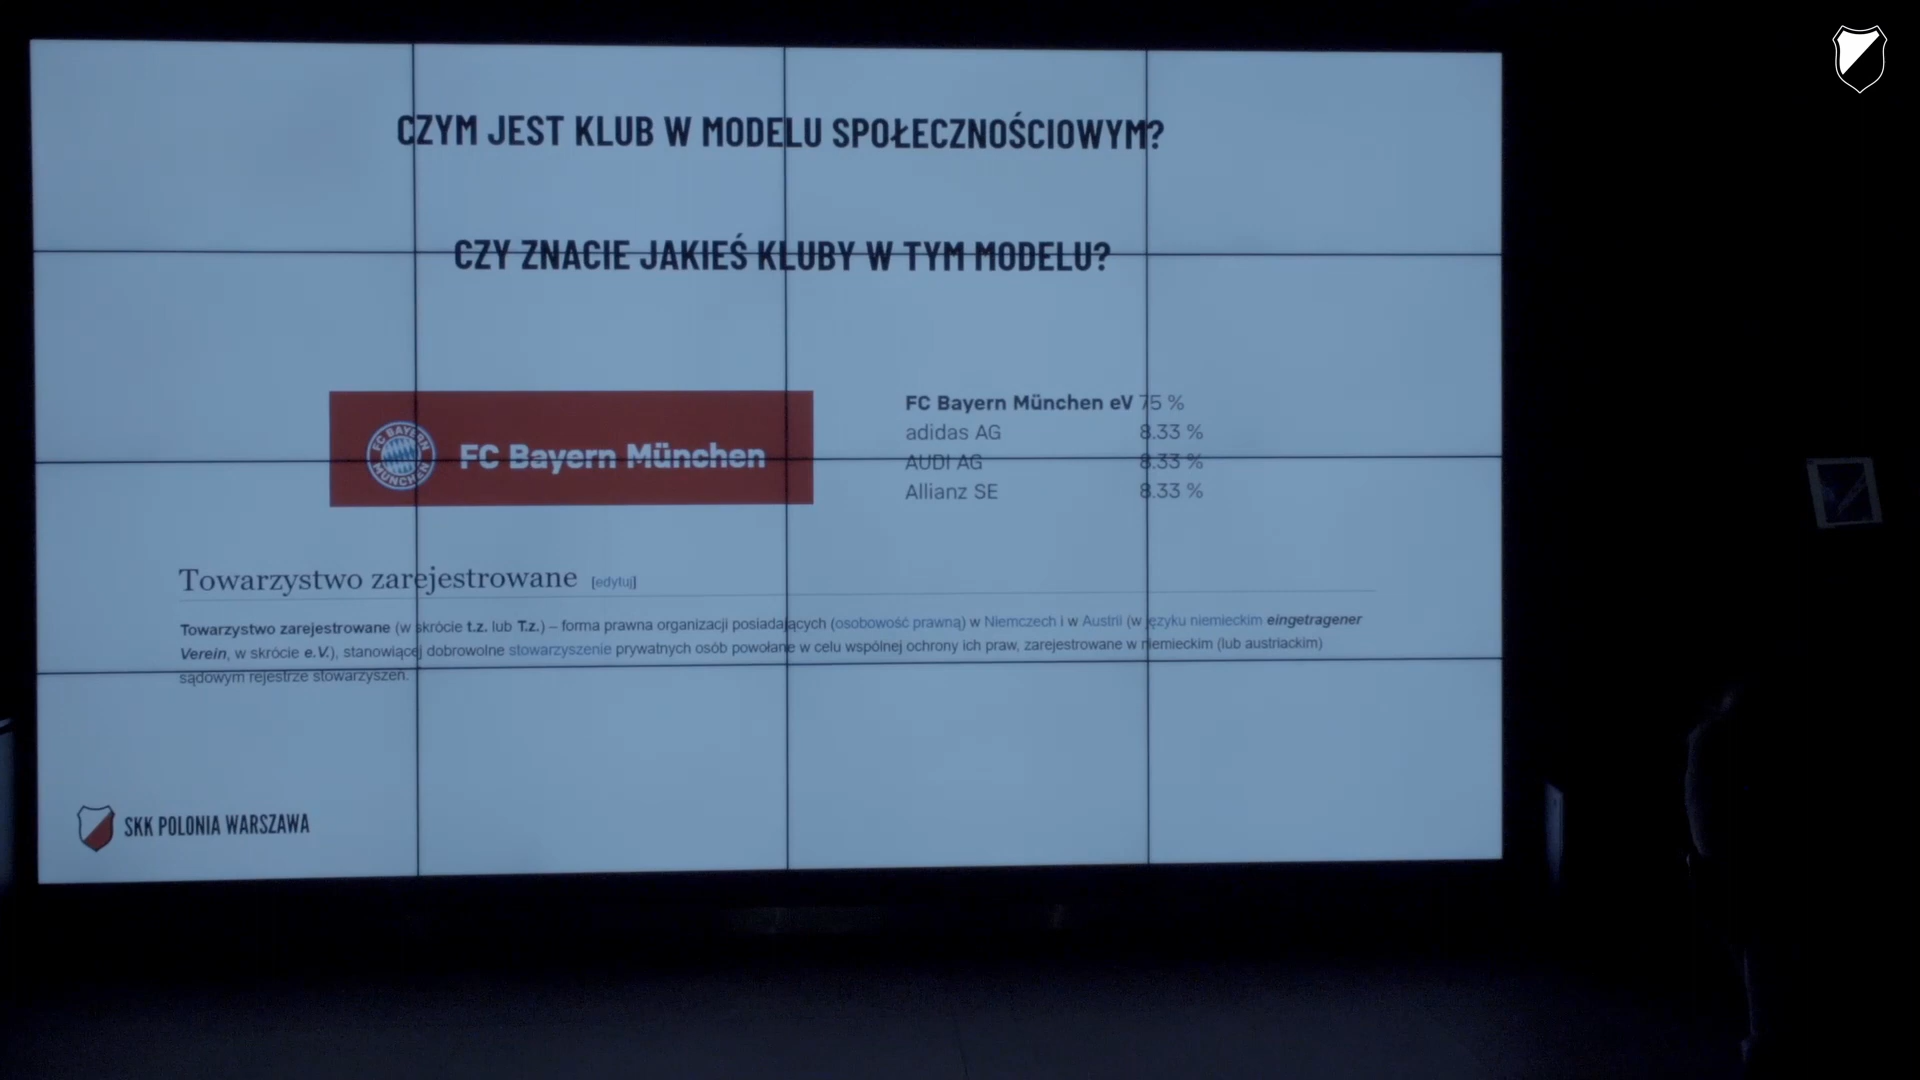 CZYM JEST KLUB W MODELU SPOŁECZNOŚCIOWYM?
CZY ZNACIE JAKIEŚ KLUBY W TYM MODELU?
FC BAYERN
MÜNCHEN
FC Bayern München
FC Bayern München eV 75 %
adidas AG 8.33 %
AUDI AG 8.33 %
Allianz SE 8.33 %
Towarzystwo zarejestrowane [edytuj]
Towarzystwo zarejestrowane (w skrócie t.z. lub T.z.) – forma prawna organizacji posiadających (osobowość prawną) w Niemczech i w Austrii (w języku niemieckim eingetragener
Verein, w skrócie e.V.), stanowiącej dobrowolne stowarzyszenie prywatnych osób powołane w celu wspólnej ochrony ich praw, zarejestrowane w niemieckim (lub austriackim)
sądowym rejestrze stowarzyszeń.
SKK POLONIA WARSZAWA